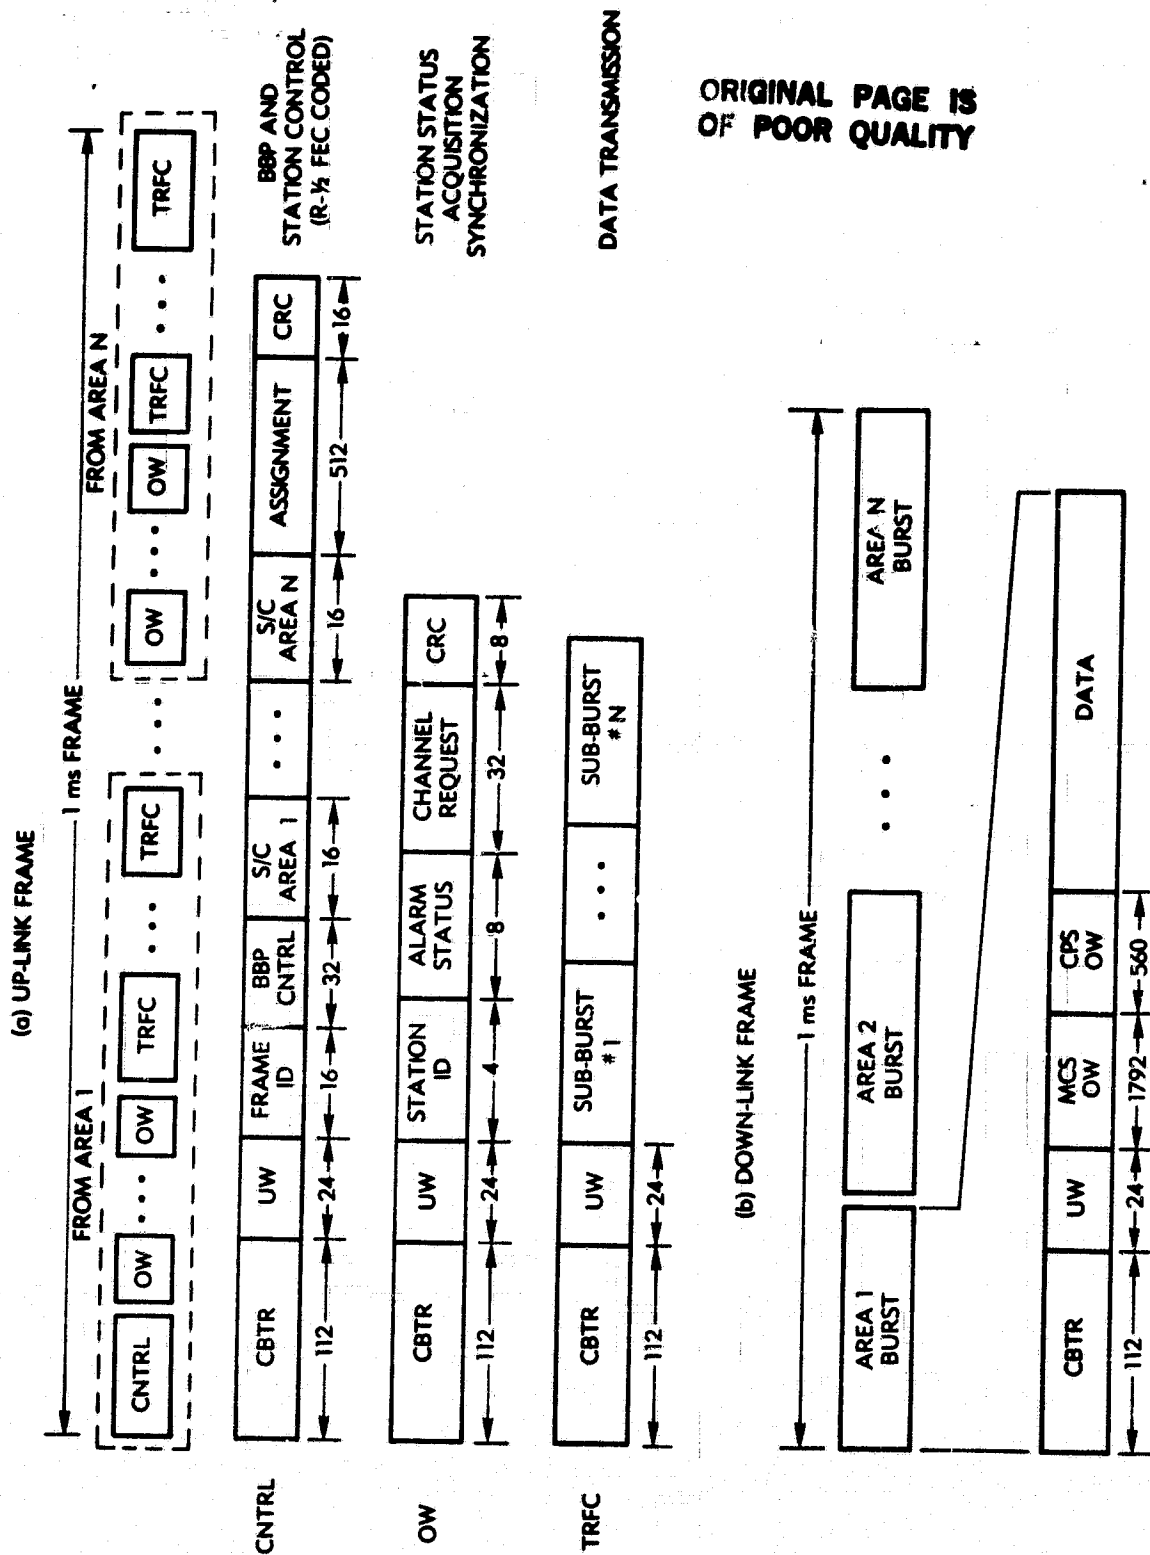 (a) UP-LINK FRAME
1 ms FRAME
FROM AREA 1
FROM AREA N
CNTRL
OW
• • •
OW
TRFC
• • •
TRFC
• • •
OW
• • •
OW
TRFC
• • •
TRFC
CNTRL
CBTR
UW
FRAME
ID
BBP
CNTRL
S/C
AREA 1
• • •
S/C
AREA N
ASSIGNMENT
CRC
112
24
16
32
16
16
512
16
BBP AND
STATION CONTROL
(R-½ FEC CODED)
OW
CBTR
UW
STATION
ID
ALARM
STATUS
CHANNEL
REQUEST
CRC
112
24
4
8
32
8
STATION STATUS
ACQUISITION
SYNCHRONIZATION
TRFC
CBTR
UW
SUB-BURST
#1
• • •
SUB-BURST
#N
112
24
DATA TRANSMISSION
(b) DOWN-LINK FRAME
1 ms FRAME
AREA 1
BURST
AREA 2
BURST
• • •
AREA N
BURST
CBTR
UW
MCS
OW
CPS
OW
DATA
112
24
1792
560
ORIGINAL PAGE IS
OF POOR QUALITY